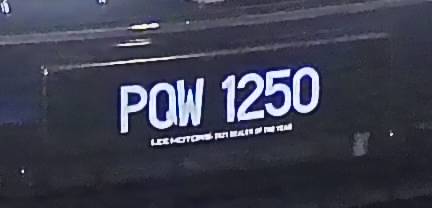 PQW 1250
LEE MOTORS- 2021 DEALER OF THE YEAR